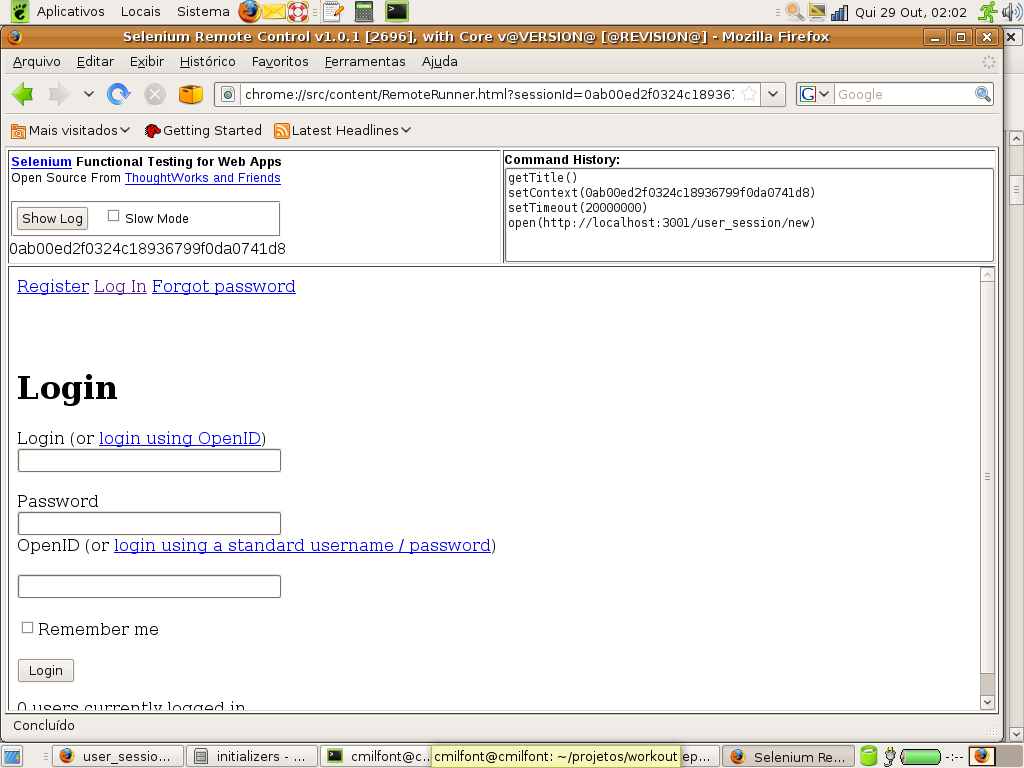 Aplicativos Locais Sistema Qui 29 Out, 02:02
Selenium Remote Control v1.0.1 [2696], with Core v@VERSION@ [@REVISION@] - Mozilla Firefox
Arquivo Editar Exibir Histórico Favoritos Ferramentas Ajuda
chrome://src/content/RemoteRunner.html?sessionId=0ab00ed2f0324c18936 G Google
Mais visitados Getting Started Latest Headlines
Selenium Functional Testing for Web Apps
Open Source From ThoughtWorks and Friends
Show Log Slow Mode
0ab00ed2f0324c18936799f0da0741d8
Command History:
getTitle()
setContext(0ab00ed2f0324c18936799f0da0741d8)
setTimeout(20000000)
open(http://localhost:3001/user_session/new)
Register Log In Forgot password
Login
Login (or login using OpenID)
Password
OpenID (or login using a standard username / password)
Remember me
Login
0 users currently logged in
Concluído
user_sessio... initializers - ... cmilfont@c... cmilfont@cmilfont: ~/projetos/workout ep... Selenium Re... -:--